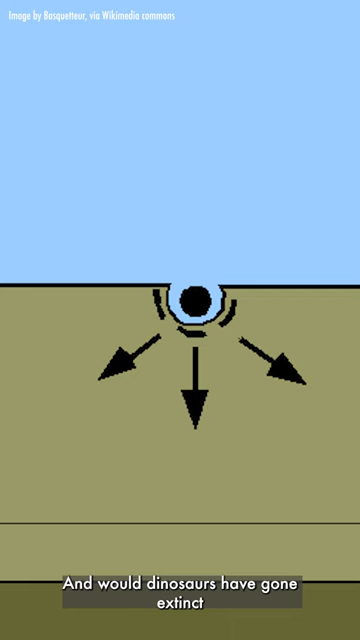 Image by Basquetteur, via Wikimedia commons
And would dinosaurs have gone
extinct